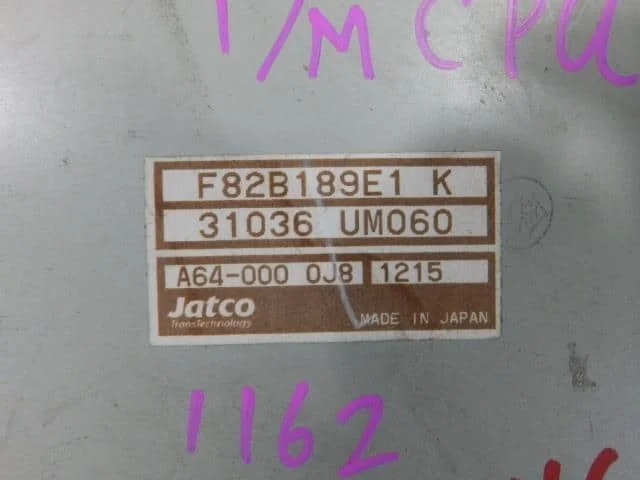 T/M CPU
F82B189E1 K
31036 UM060
A64-000 0J8 1215
Jatco
TransTechnology
MADE IN JAPAN
1162